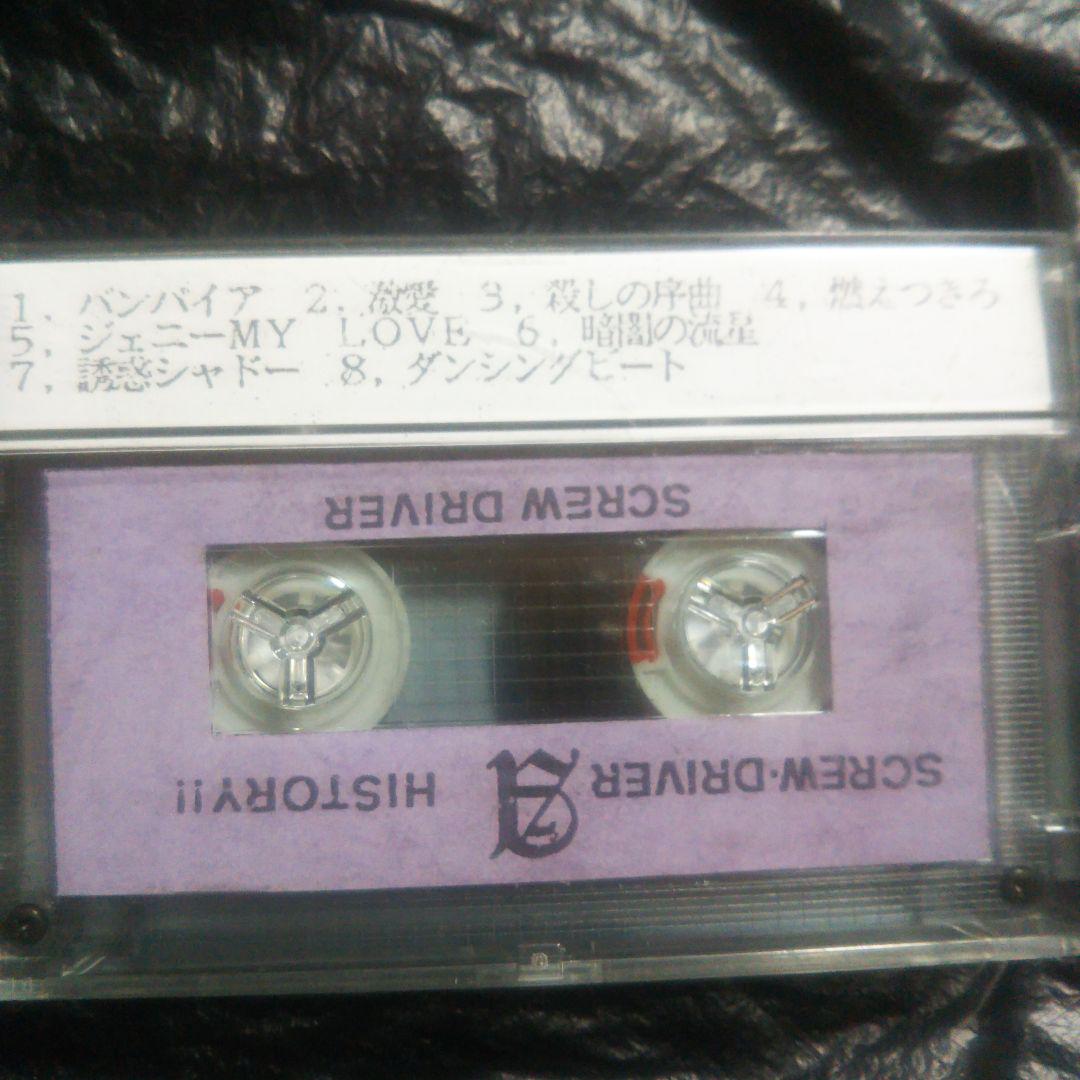 1, バンパイア 2, 激愛 3, 殺しの序曲 4, 燃えつきろ
5, ジェニーMY LOVE 6, 暗闇の流星
7, 誘惑シャドー 8, ダンシングビート
SCREW DRIVER
SCREW·DRIVER HISTORY!!